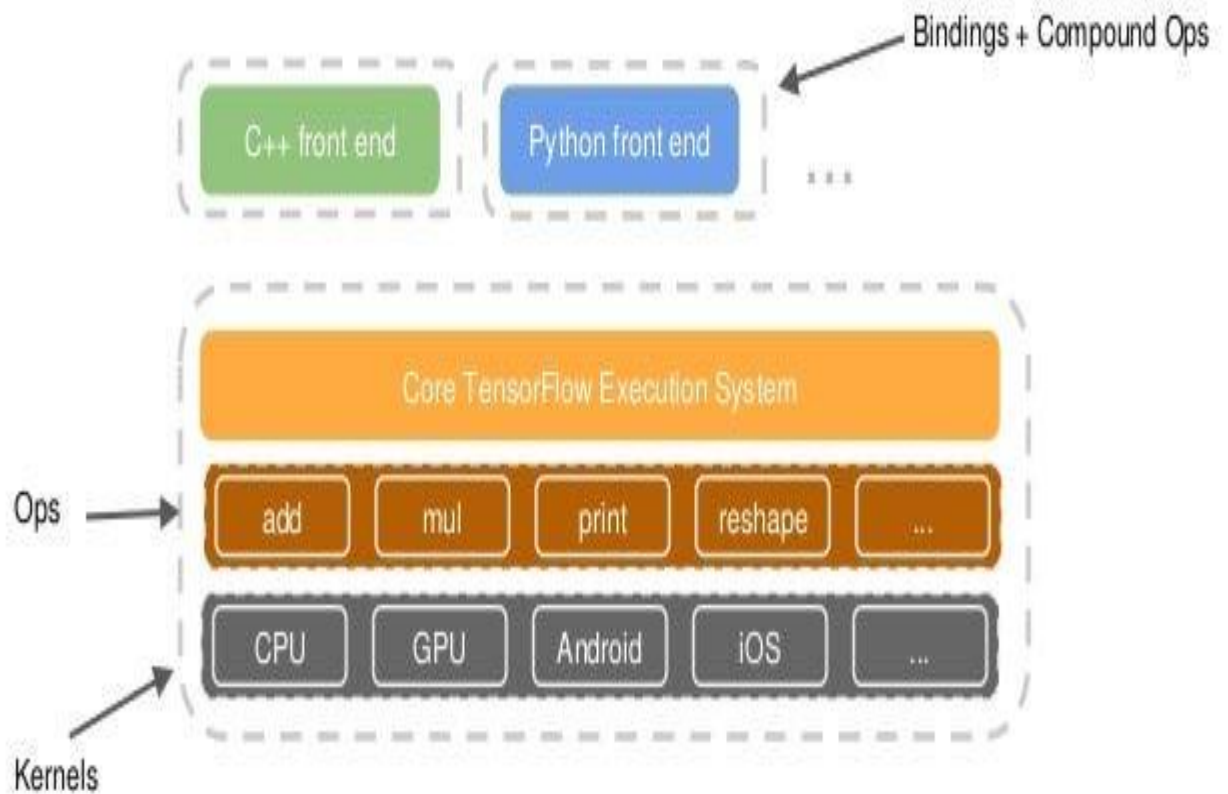 Bindings + Compound Ops
C++ front end
Python front end
...
Core TensorFlow Execution System
Ops
add
mul
print
reshape
...
CPU
GPU
Android
iOS
...
Kernels